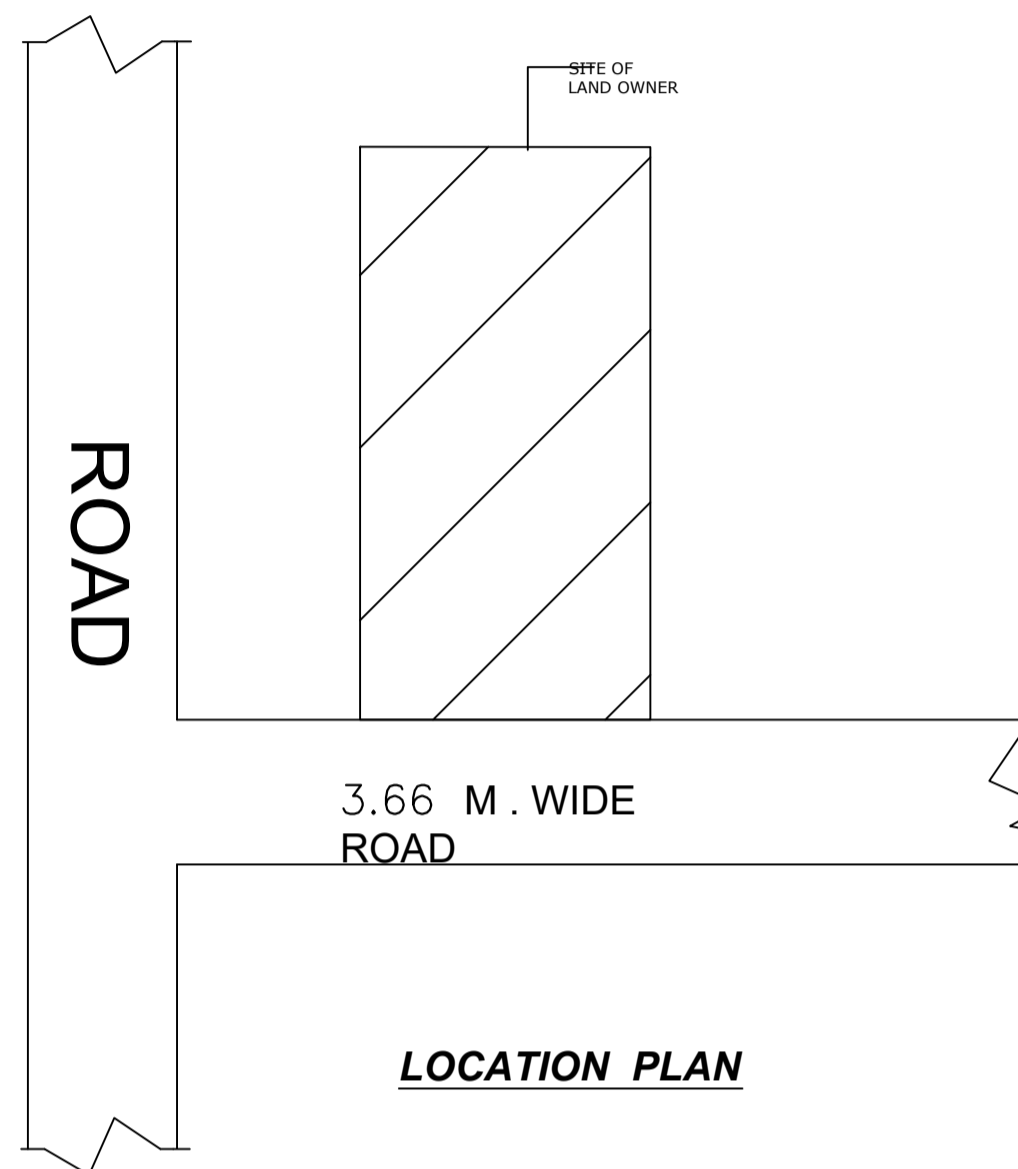 SITE OF
LAND OWNER
ROAD
3.66 M . WIDE
ROAD
LOCATION PLAN